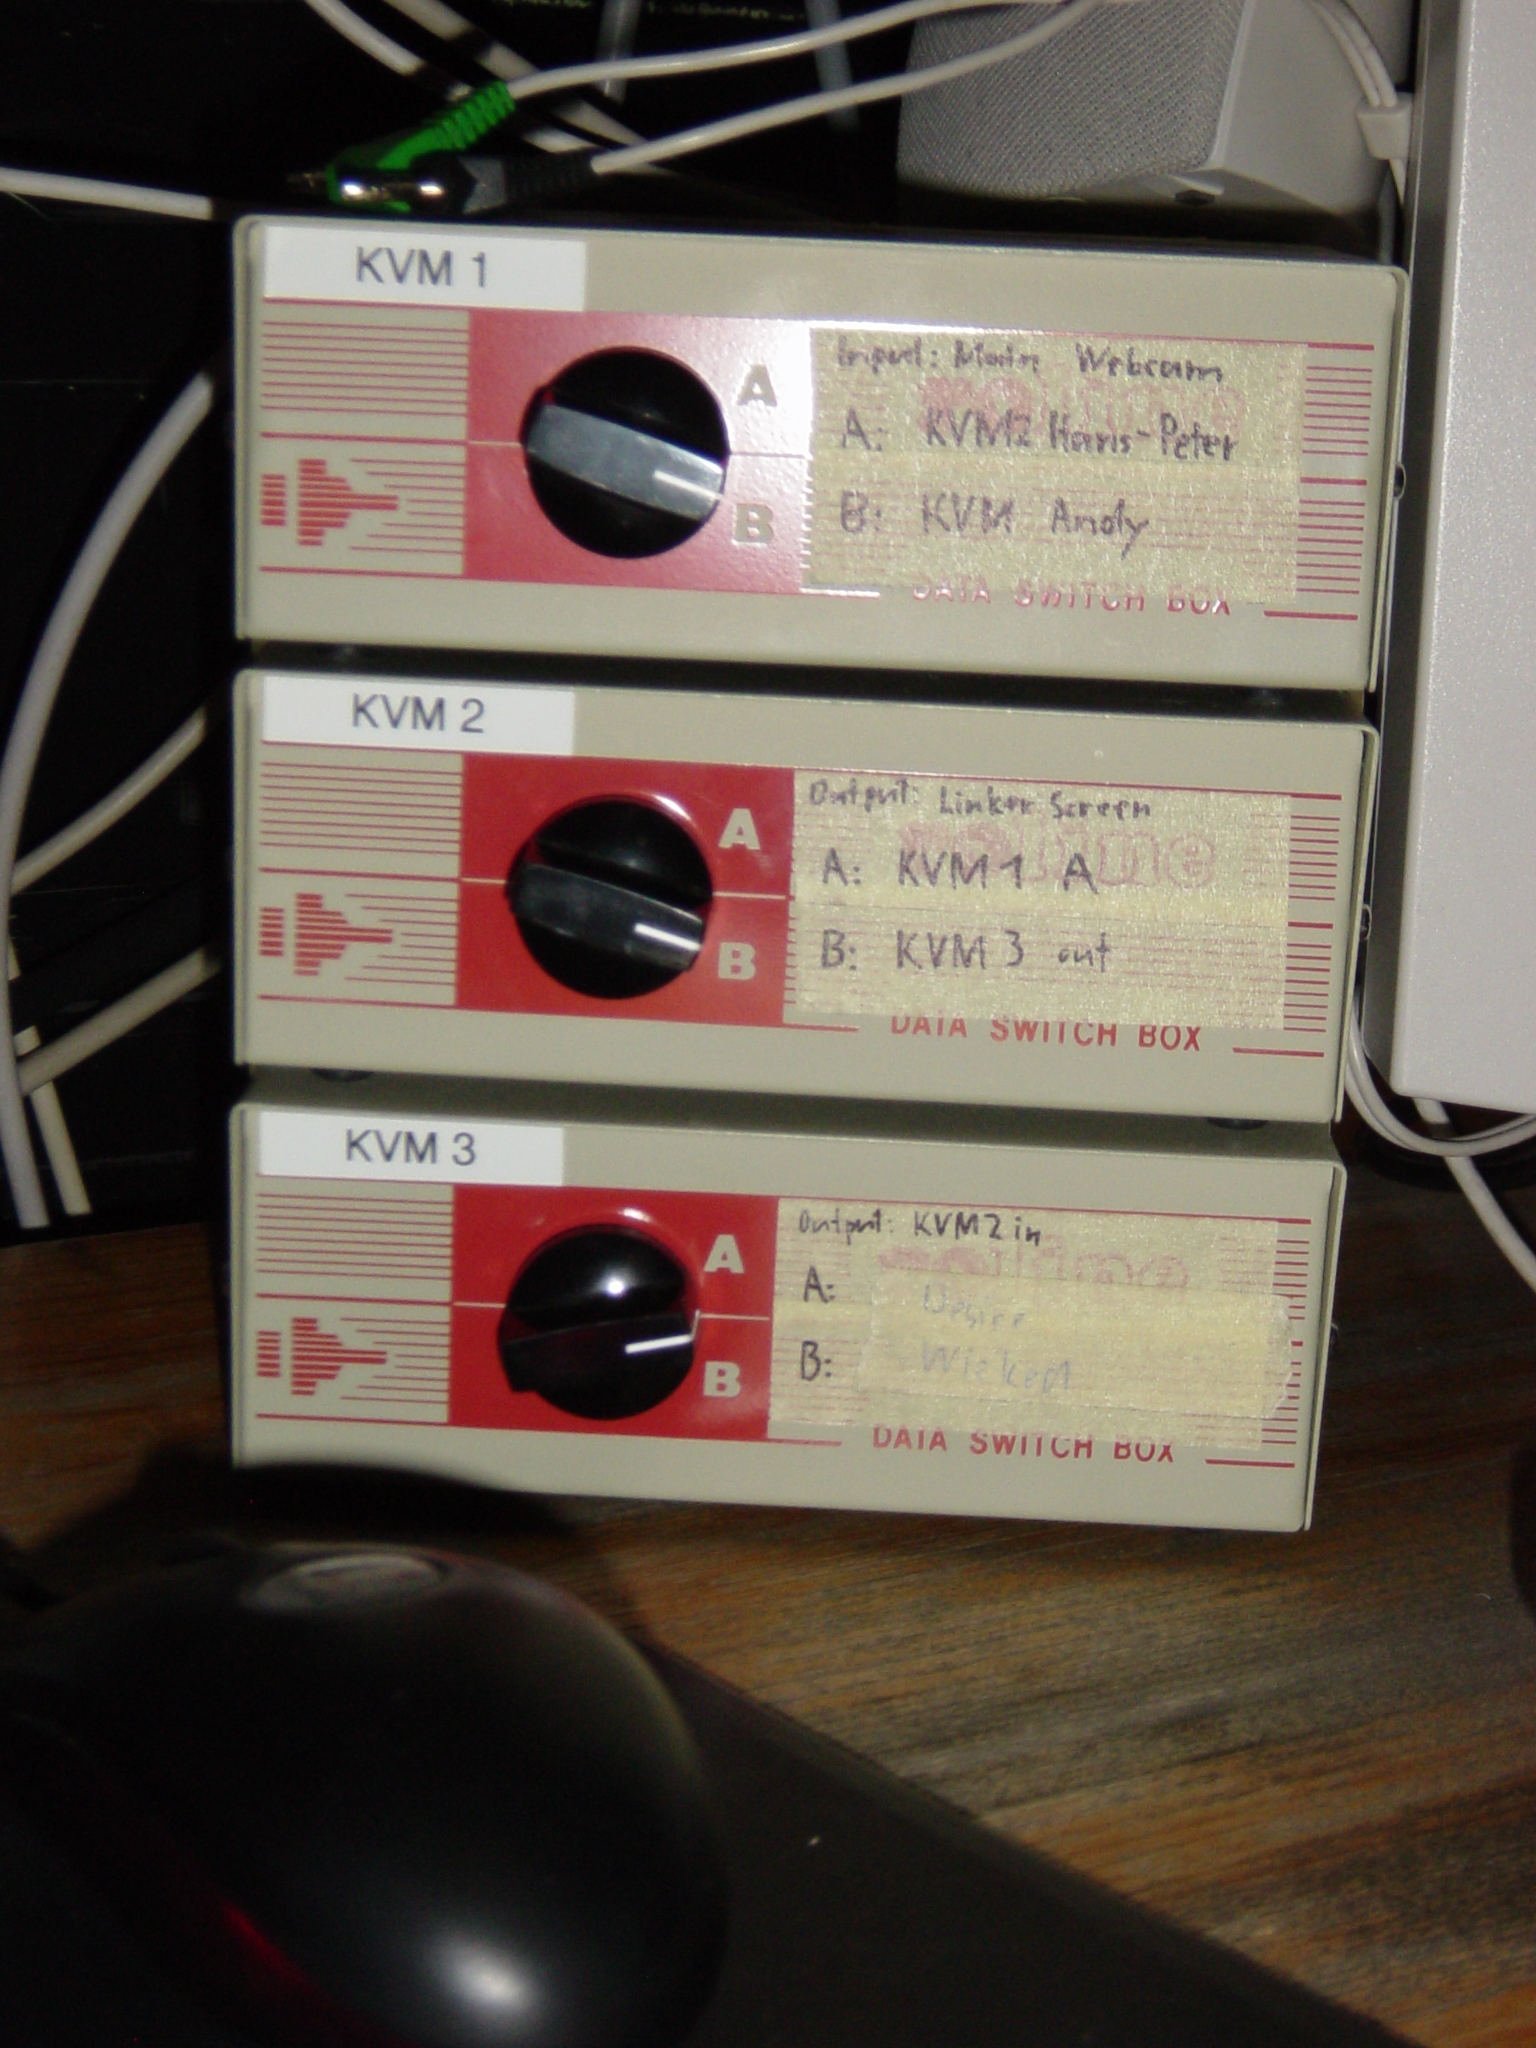 KVM 1
A
B
Input: Main Webcam
A: KVM2 Hans-Peter
B: KVM Andy
DATA SWITCH BOX
KVM 2
A
B
Output: Linker Screen
A: KVM 1 A
B: KVM 3 out
DATA SWITCH BOX
KVM 3
A
B
Output: KVM2 in
A: Desire
B: Wicked
DATA SWITCH BOX